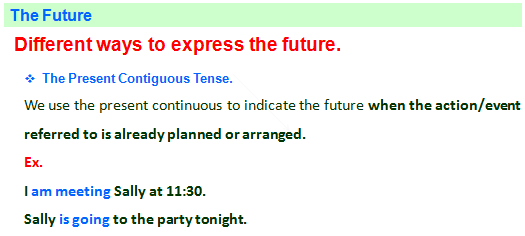 The Future
Different ways to express the future.
❖ The Present Contiguous Tense.
We use the present continuous to indicate the future when the action/event
referred to is already planned or arranged.
Ex.
I am meeting Sally at 11:30.
Sally is going to the party tonight.